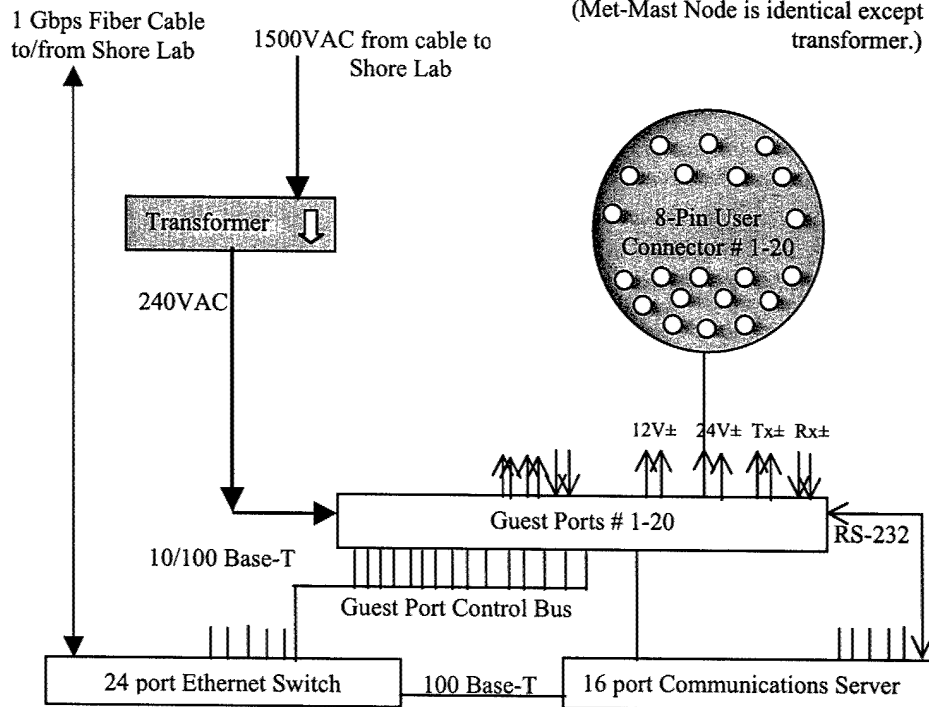 1 Gbps Fiber Cable
to/from Shore Lab
1500VAC from cable to
Shore Lab
(Met-Mast Node is identical except
transformer.)
Transformer
8-Pin User
Connector # 1-20
240VAC
12V± 24V± Tx± Rx±
Guest Ports # 1-20
RS-232
10/100 Base-T
Guest Port Control Bus
24 port Ethernet Switch
100 Base-T
16 port Communications Server